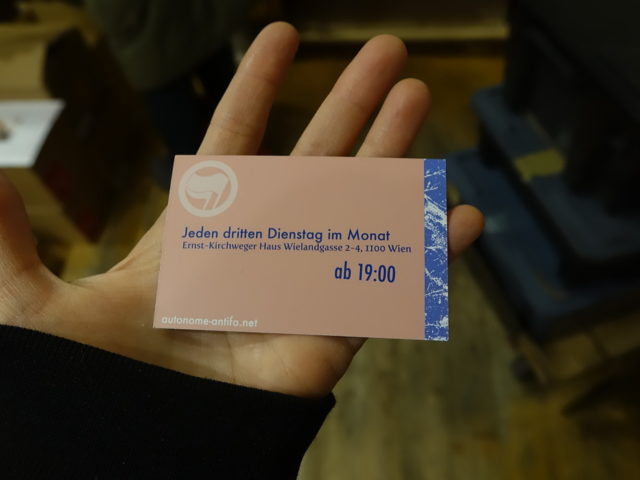 Jeden dritten Dienstag im Monat
Ernst-Kirchweger Haus Wielandgasse 2-4, 1100 Wien
ab 19:00
autonome-antifa.net